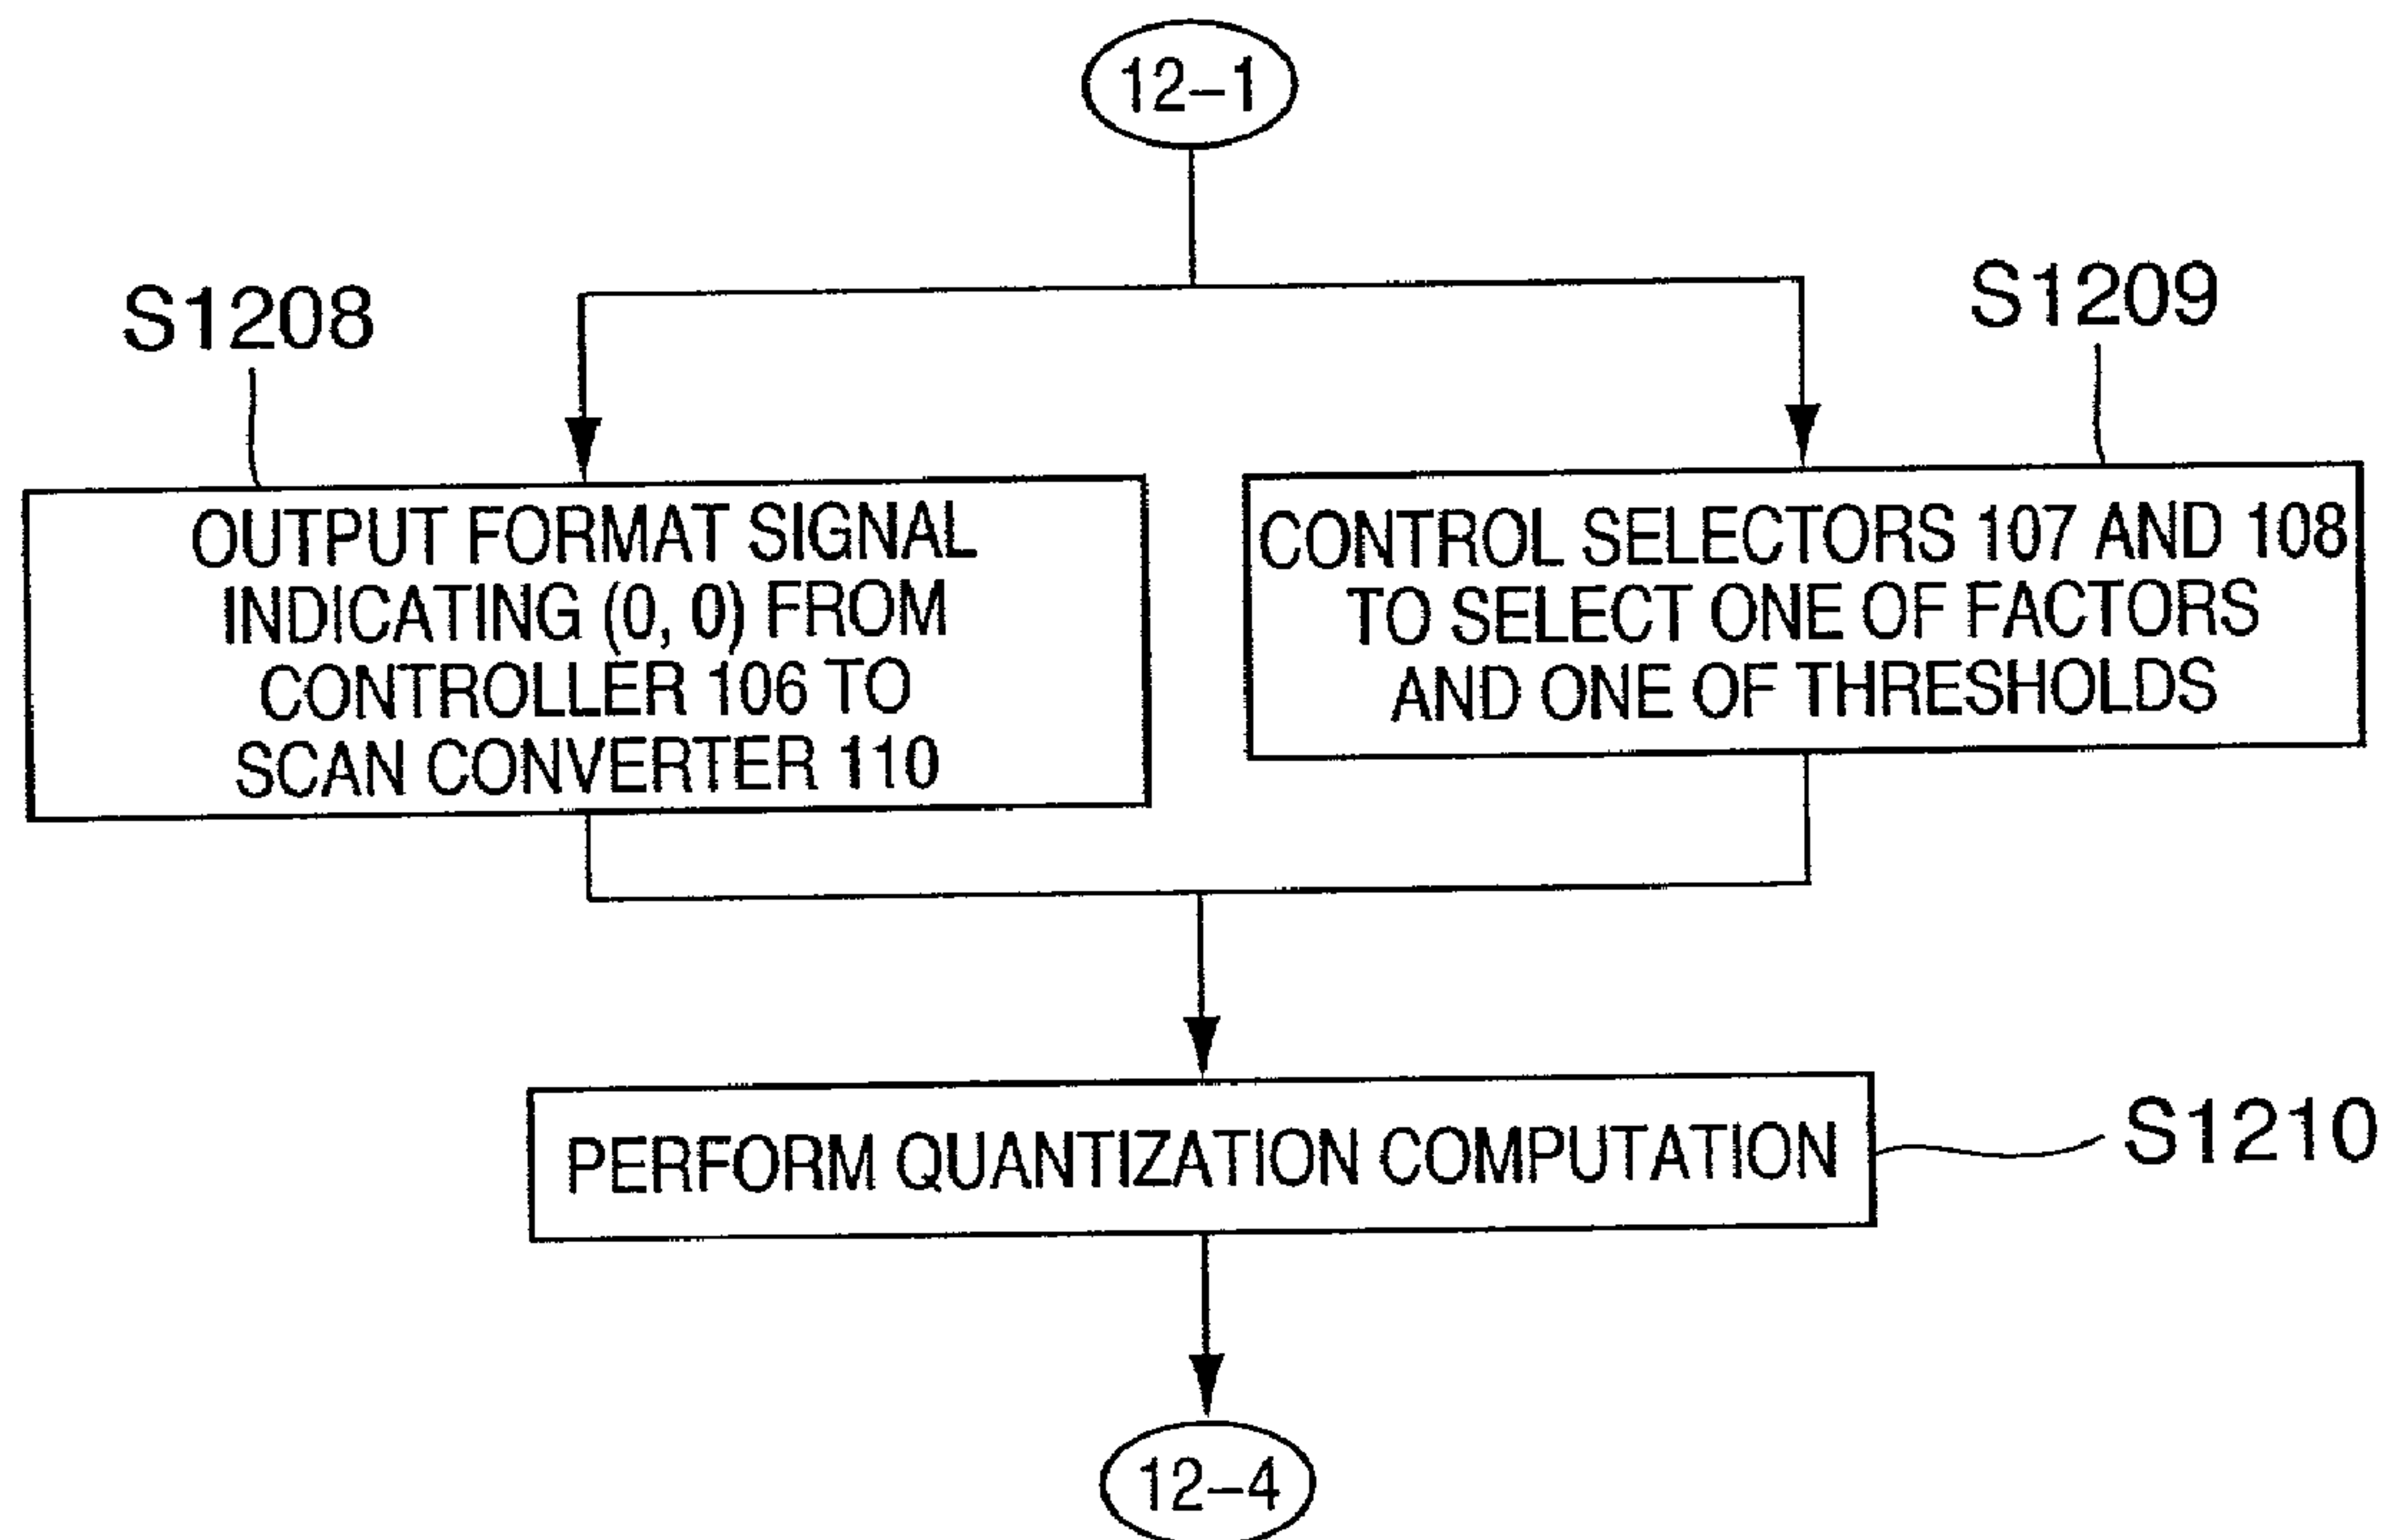 12-1
S1208
S1209
OUTPUT FORMAT SIGNAL
INDICATING (0, 0) FROM
CONTROLLER 106 TO
SCAN CONVERTER 110
CONTROL SELECTORS 107 AND 108
TO SELECT ONE OF FACTORS
AND ONE OF THRESHOLDS
PERFORM QUANTIZATION COMPUTATION
S1210
12-4